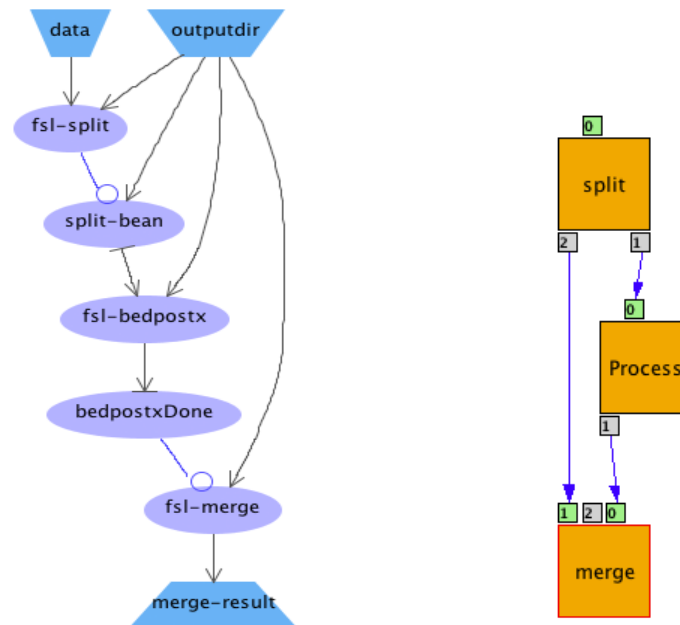 data
outputdir
fsl-split
split-bean
fsl-bedpostx
bedpostxDone
fsl-merge
merge-result
0
split
2 1
0
Process
1
1 2 0
merge